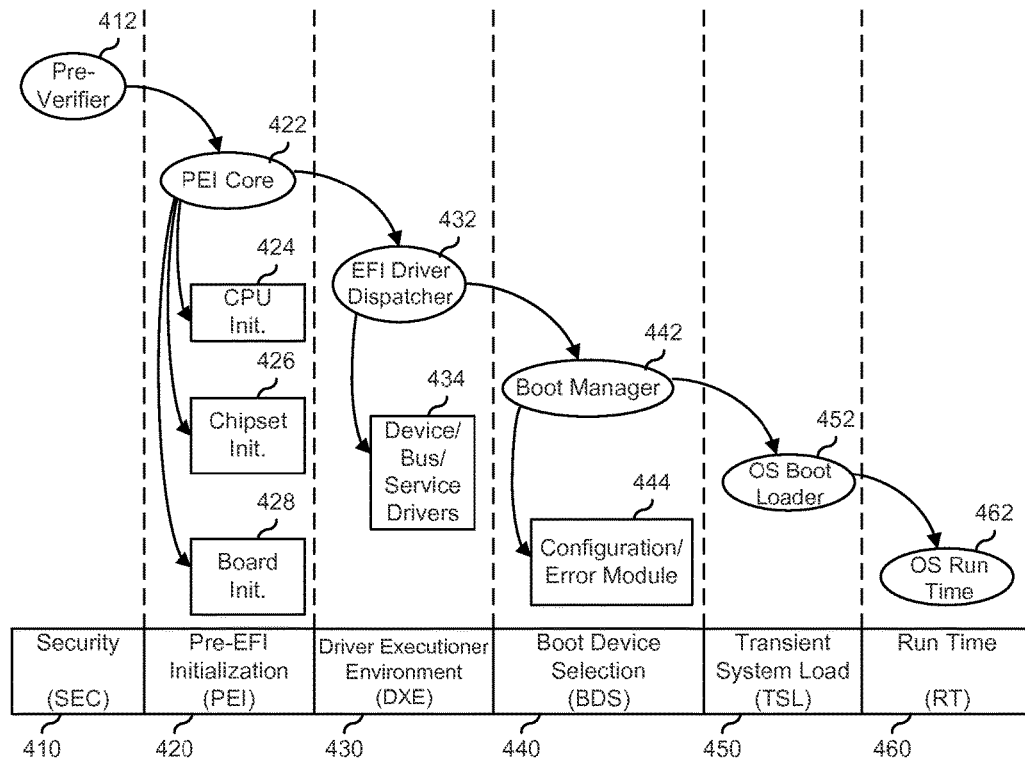 412
Pre-
Verifier
422
PEI Core
432
424
EFI Driver
Dispatcher
CPU
Init.
442
426
Boot Manager
434
Chipset
Init.
Device/
Bus/
Service
Drivers
452
OS Boot
Loader
428
444
462
Board
Init.
Configuration/
Error Module
OS Run
Time
Security
(SEC)
Pre-EFI
Initialization
(PEI)
Driver Executioner
Environment
(DXE)
Boot Device
Selection
(BDS)
Transient
System Load
(TSL)
Run Time
(RT)
410
420
430
440
450
460